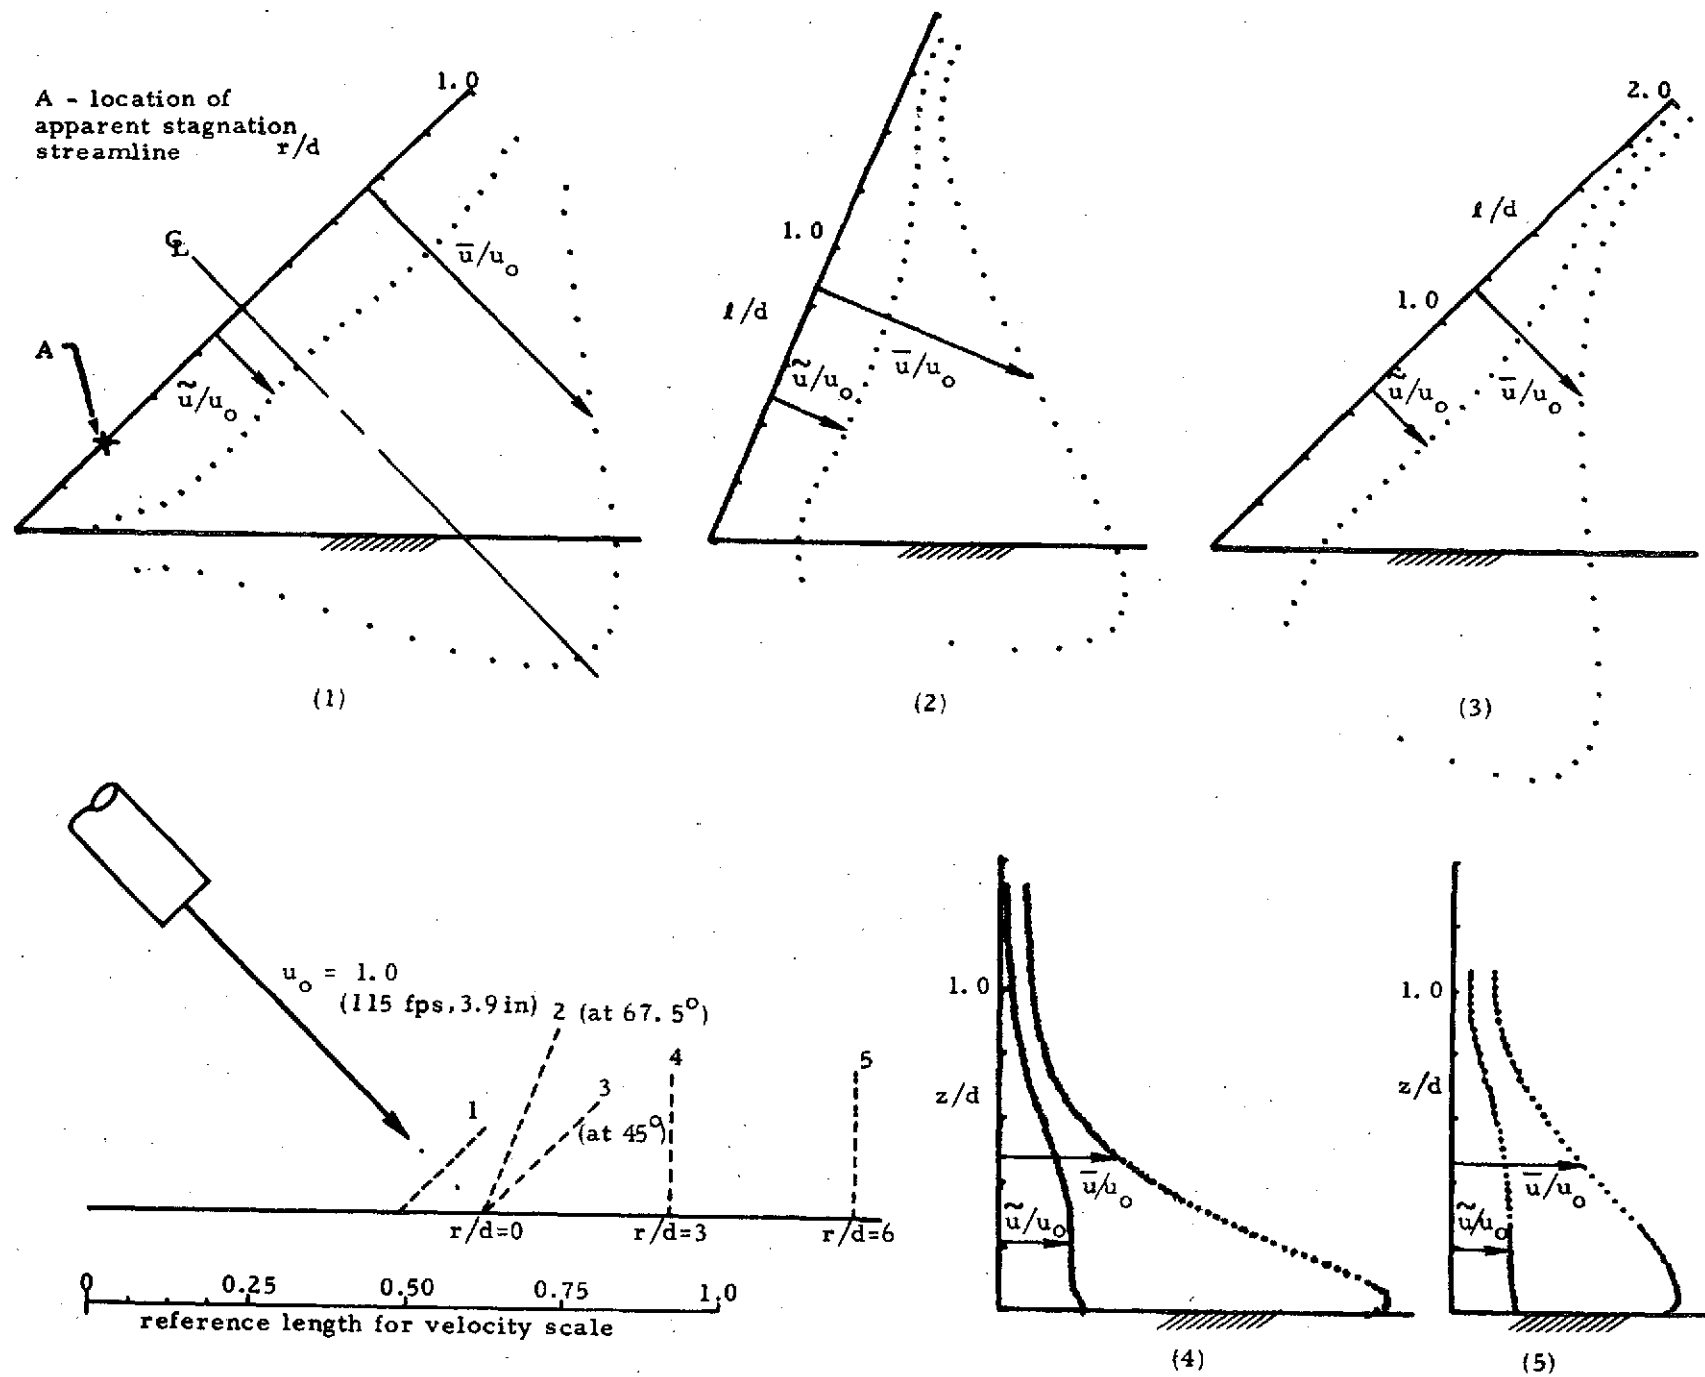 A - location of
apparent stagnation
streamline
r/d
1.0
℄
A
u̅/u₀
ũ/u₀
(1)
1.0
ℓ/d
ũ/u₀
u̅/u₀
(2)
2.0
ℓ/d
1.0
ũ/u₀
u̅/u₀
(3)
u₀ = 1.0
(115 fps, 3.9 in)
2 (at 67.5°)
1
3
(at 45°)
4
5
r/d=0
r/d=3
r/d=6
0
0.25
0.50
0.75
1.0
reference length for velocity scale
1.0
z/d
u̅/u₀
ũ/u₀
(4)
1.0
z/d
u̅/u₀
ũ/u₀
(5)